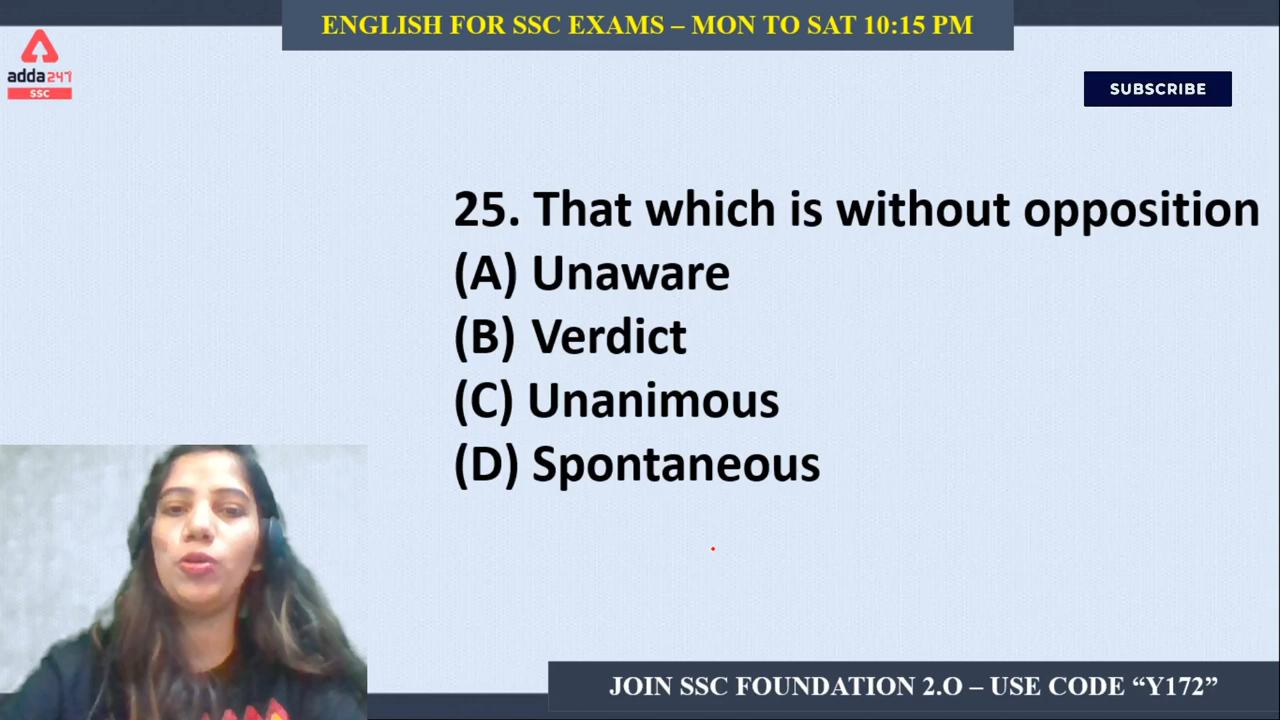 ENGLISH FOR SSC EXAMS – MON TO SAT 10:15 PM
adda247
SSC
SUBSCRIBE
25. That which is without opposition
(A) Unaware
(B) Verdict
(C) Unanimous
(D) Spontaneous
JOIN SSC FOUNDATION 2.O – USE CODE “Y172”